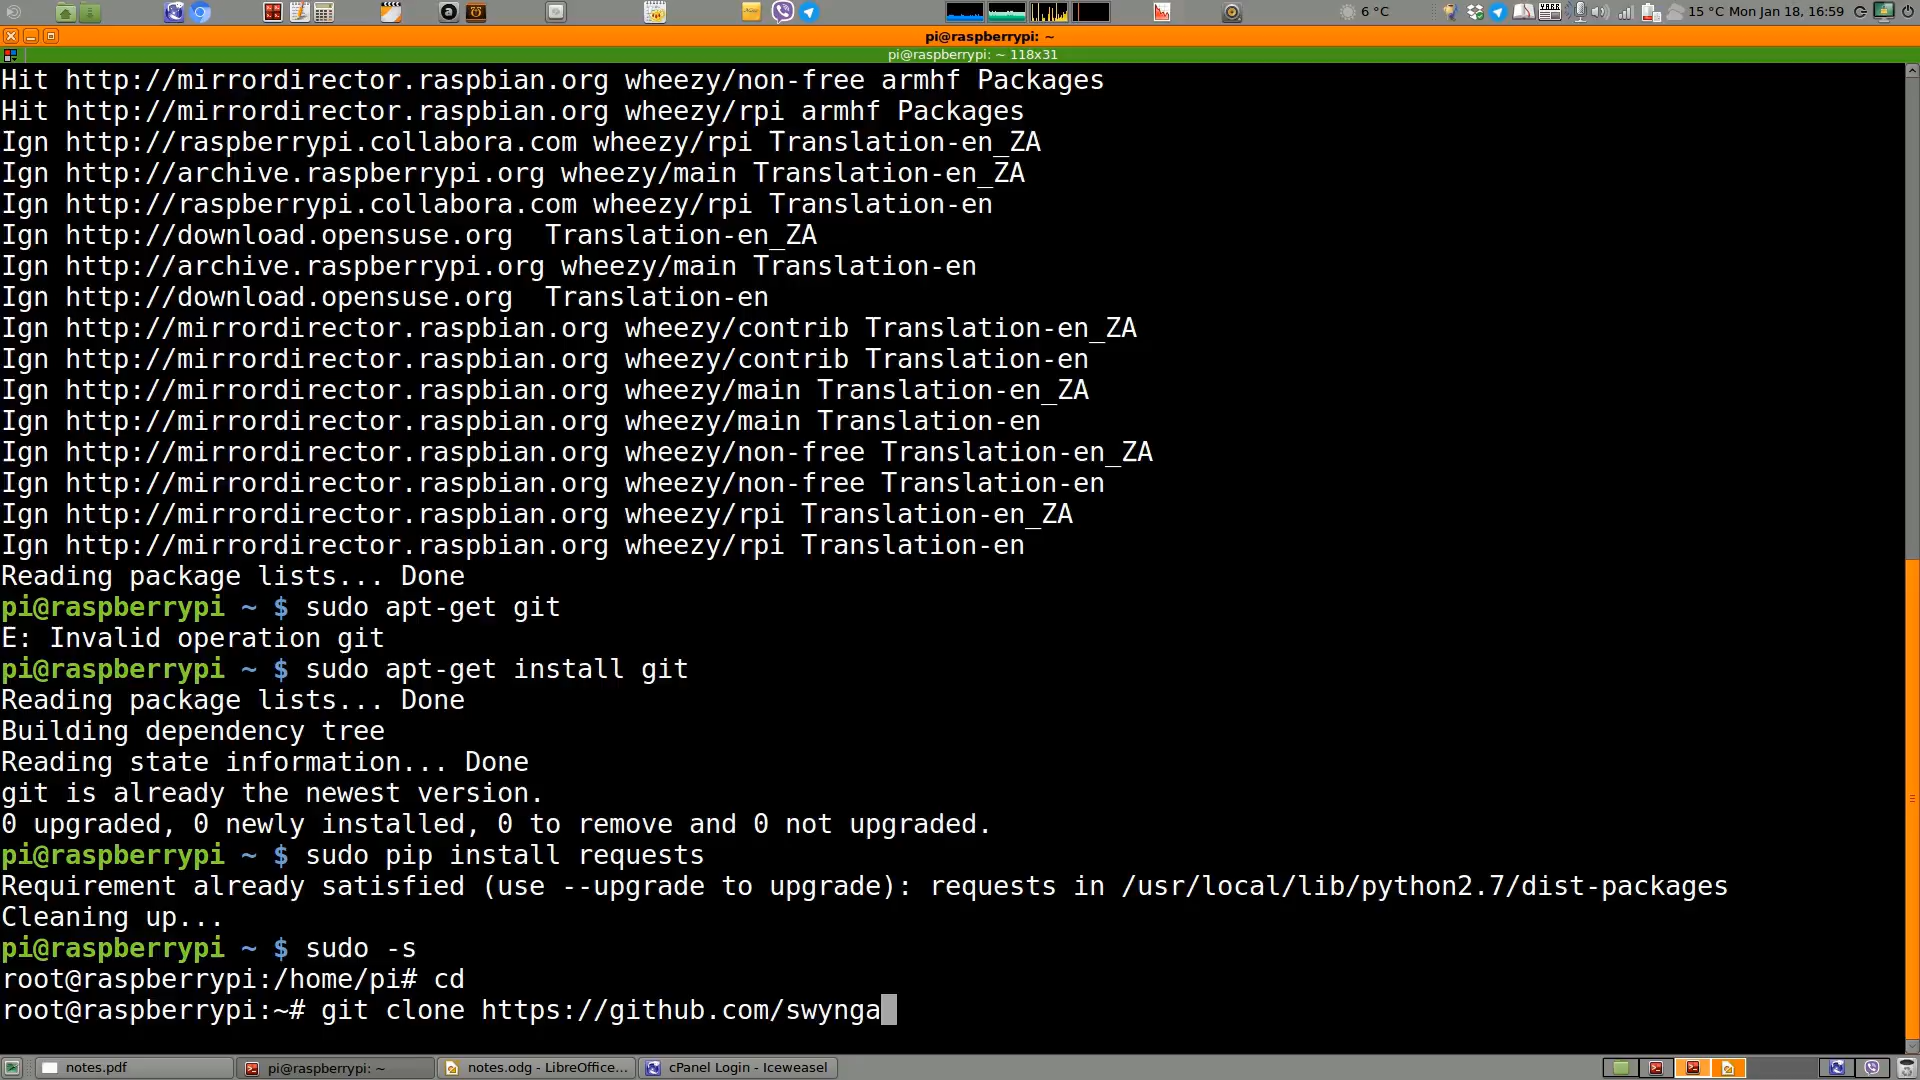 6 °C 15 °C Mon Jan 18, 16:59
pi@raspberrypi: ~
pi@raspberrypi: ~ 118x31
Hit http://mirrordirector.raspbian.org wheezy/non-free armhf Packages
Hit http://mirrordirector.raspbian.org wheezy/rpi armhf Packages
Ign http://raspberrypi.collabora.com wheezy/rpi Translation-en_ZA
Ign http://archive.raspberrypi.org wheezy/main Translation-en_ZA
Ign http://raspberrypi.collabora.com wheezy/rpi Translation-en
Ign http://download.opensuse.org  Translation-en_ZA
Ign http://archive.raspberrypi.org wheezy/main Translation-en
Ign http://download.opensuse.org  Translation-en
Ign http://mirrordirector.raspbian.org wheezy/contrib Translation-en_ZA
Ign http://mirrordirector.raspbian.org wheezy/contrib Translation-en
Ign http://mirrordirector.raspbian.org wheezy/main Translation-en_ZA
Ign http://mirrordirector.raspbian.org wheezy/main Translation-en
Ign http://mirrordirector.raspbian.org wheezy/non-free Translation-en_ZA
Ign http://mirrordirector.raspbian.org wheezy/non-free Translation-en
Ign http://mirrordirector.raspbian.org wheezy/rpi Translation-en_ZA
Ign http://mirrordirector.raspbian.org wheezy/rpi Translation-en
Reading package lists... Done
pi@raspberrypi ~ $ sudo apt-get git
E: Invalid operation git
pi@raspberrypi ~ $ sudo apt-get install git
Reading package lists... Done
Building dependency tree
Reading state information... Done
git is already the newest version.
0 upgraded, 0 newly installed, 0 to remove and 0 not upgraded.
pi@raspberrypi ~ $ sudo pip install requests
Requirement already satisfied (use --upgrade to upgrade): requests in /usr/local/lib/python2.7/dist-packages
Cleaning up...
pi@raspberrypi ~ $ sudo -s
root@raspberrypi:/home/pi# cd
root@raspberrypi:~# git clone https://github.com/swynga
notes.pdf pi@raspberrypi: ~ notes.odg - LibreOffice... cPanel Login - Iceweasel